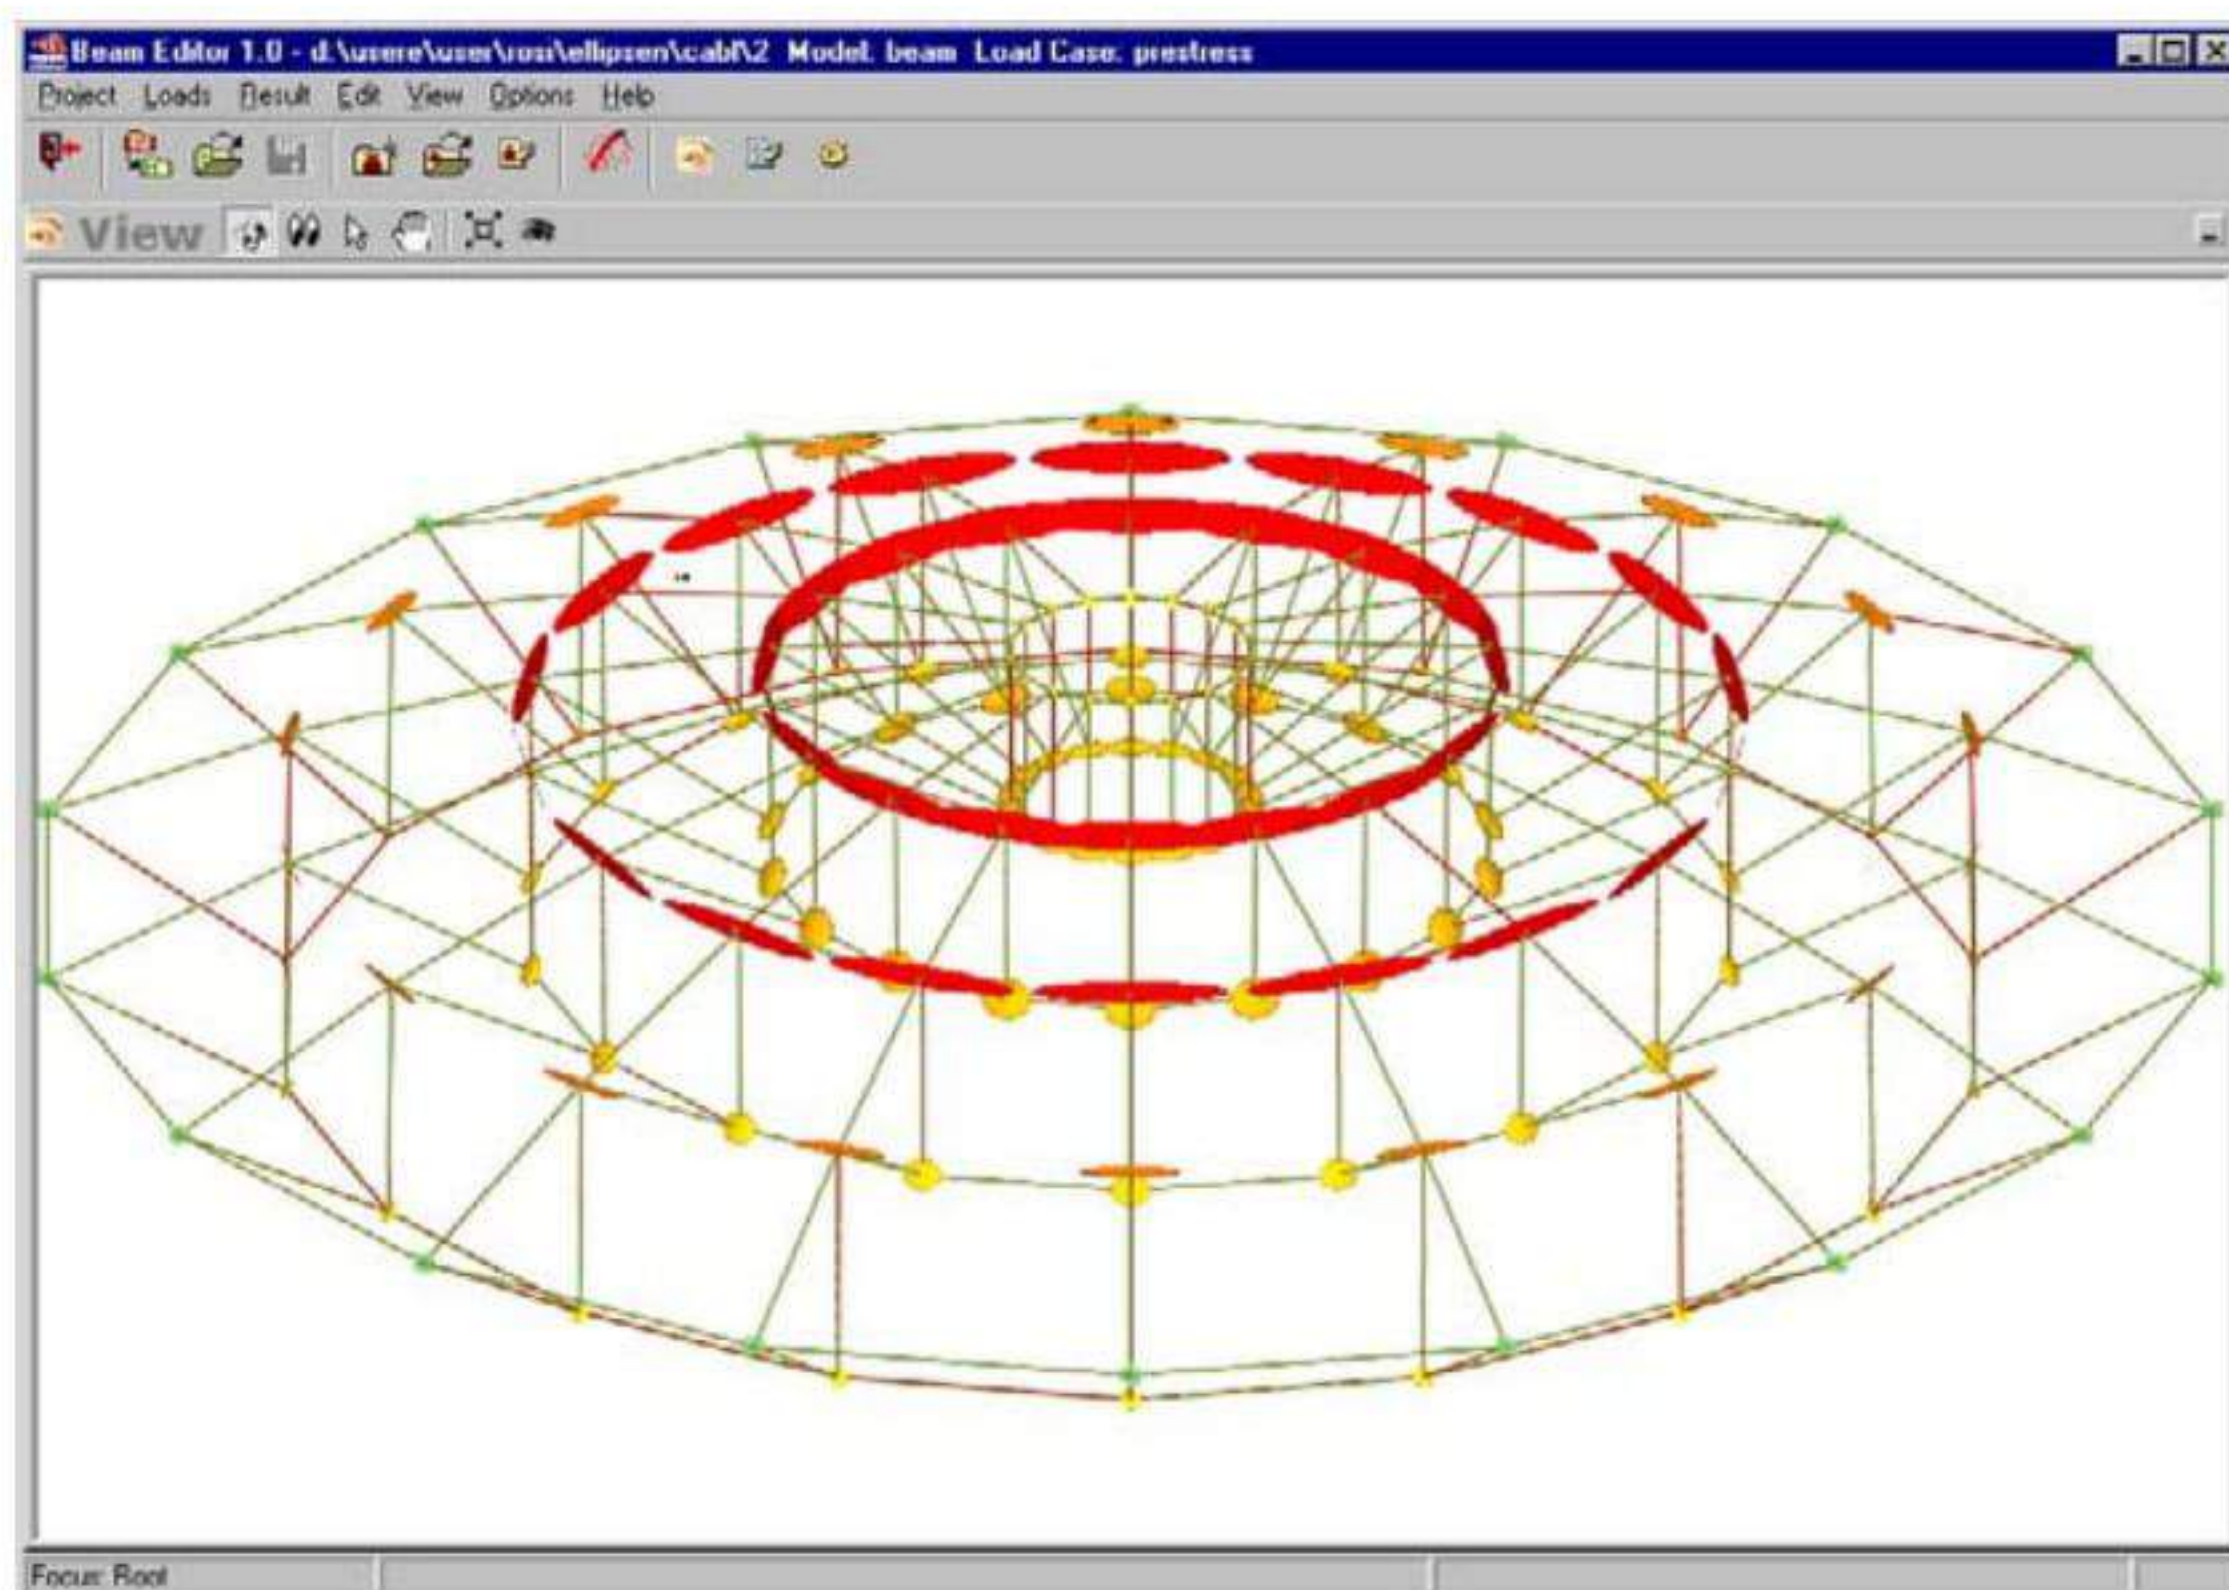 Beam Editor 1.0 - d:\usere\user\rosi\ellipsen\cabl\2 Model: beam Load Case: prestress
Project Loads Result Edit View Options Help
View
Focus: Root